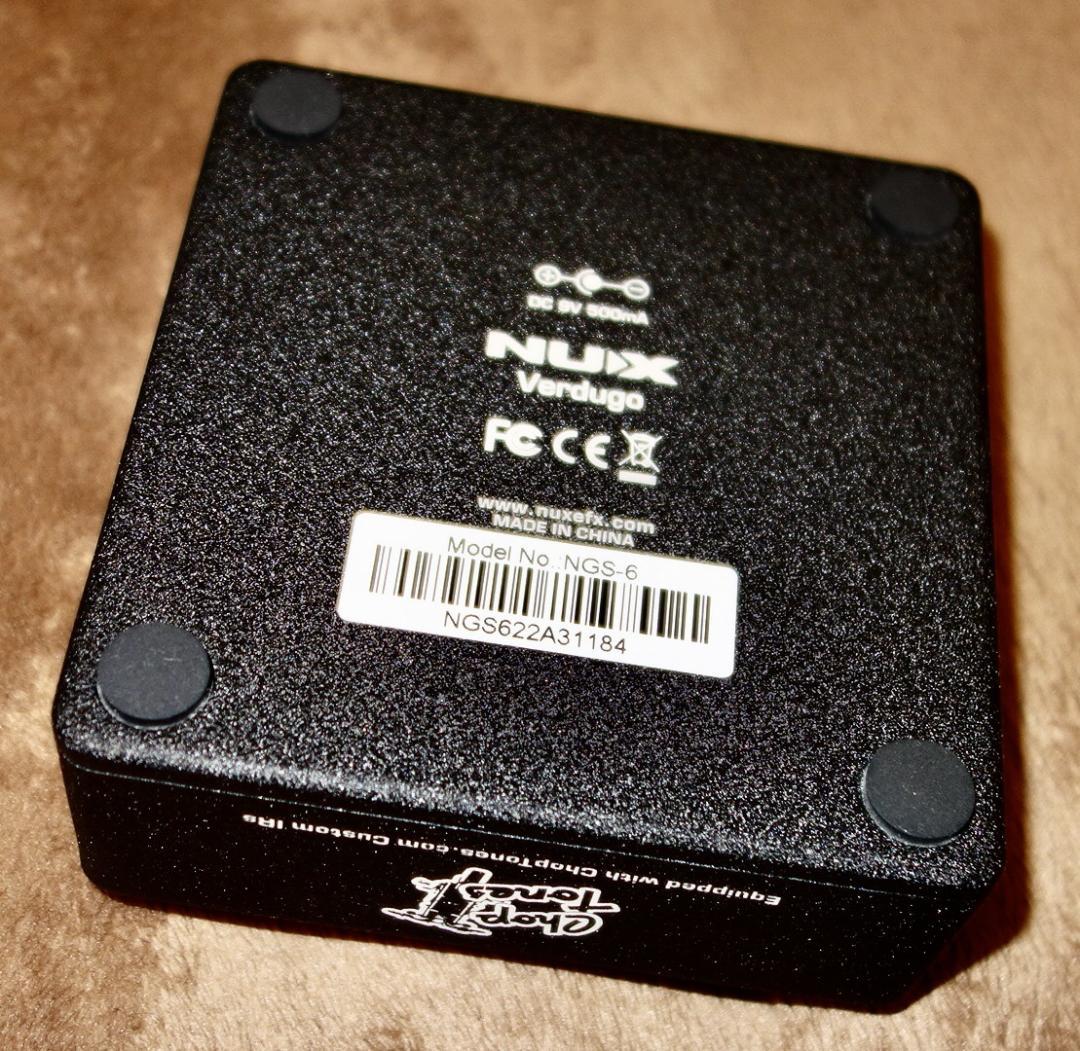 DC 9V 500mA
NUX
Verdugo
FC CE
www.nuxefx.com
MADE IN CHINA
Model No.:NGS-6
NGS622A31184
Equipped with ChopTones.com Custom IRs
Chop
Tones